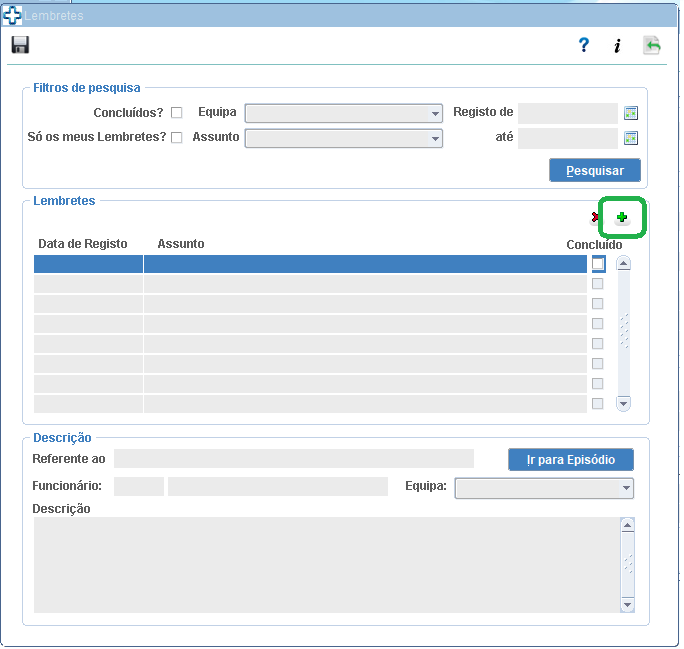 Lembretes
? i
Filtros de pesquisa
Concluídos? Equipa Registo de
Só os meus Lembretes? Assunto até
Pesquisar
Lembretes
Data de Registo Assunto Concluído
Descrição
Referente ao Ir para Episódio
Funcionário: Equipa:
Descrição